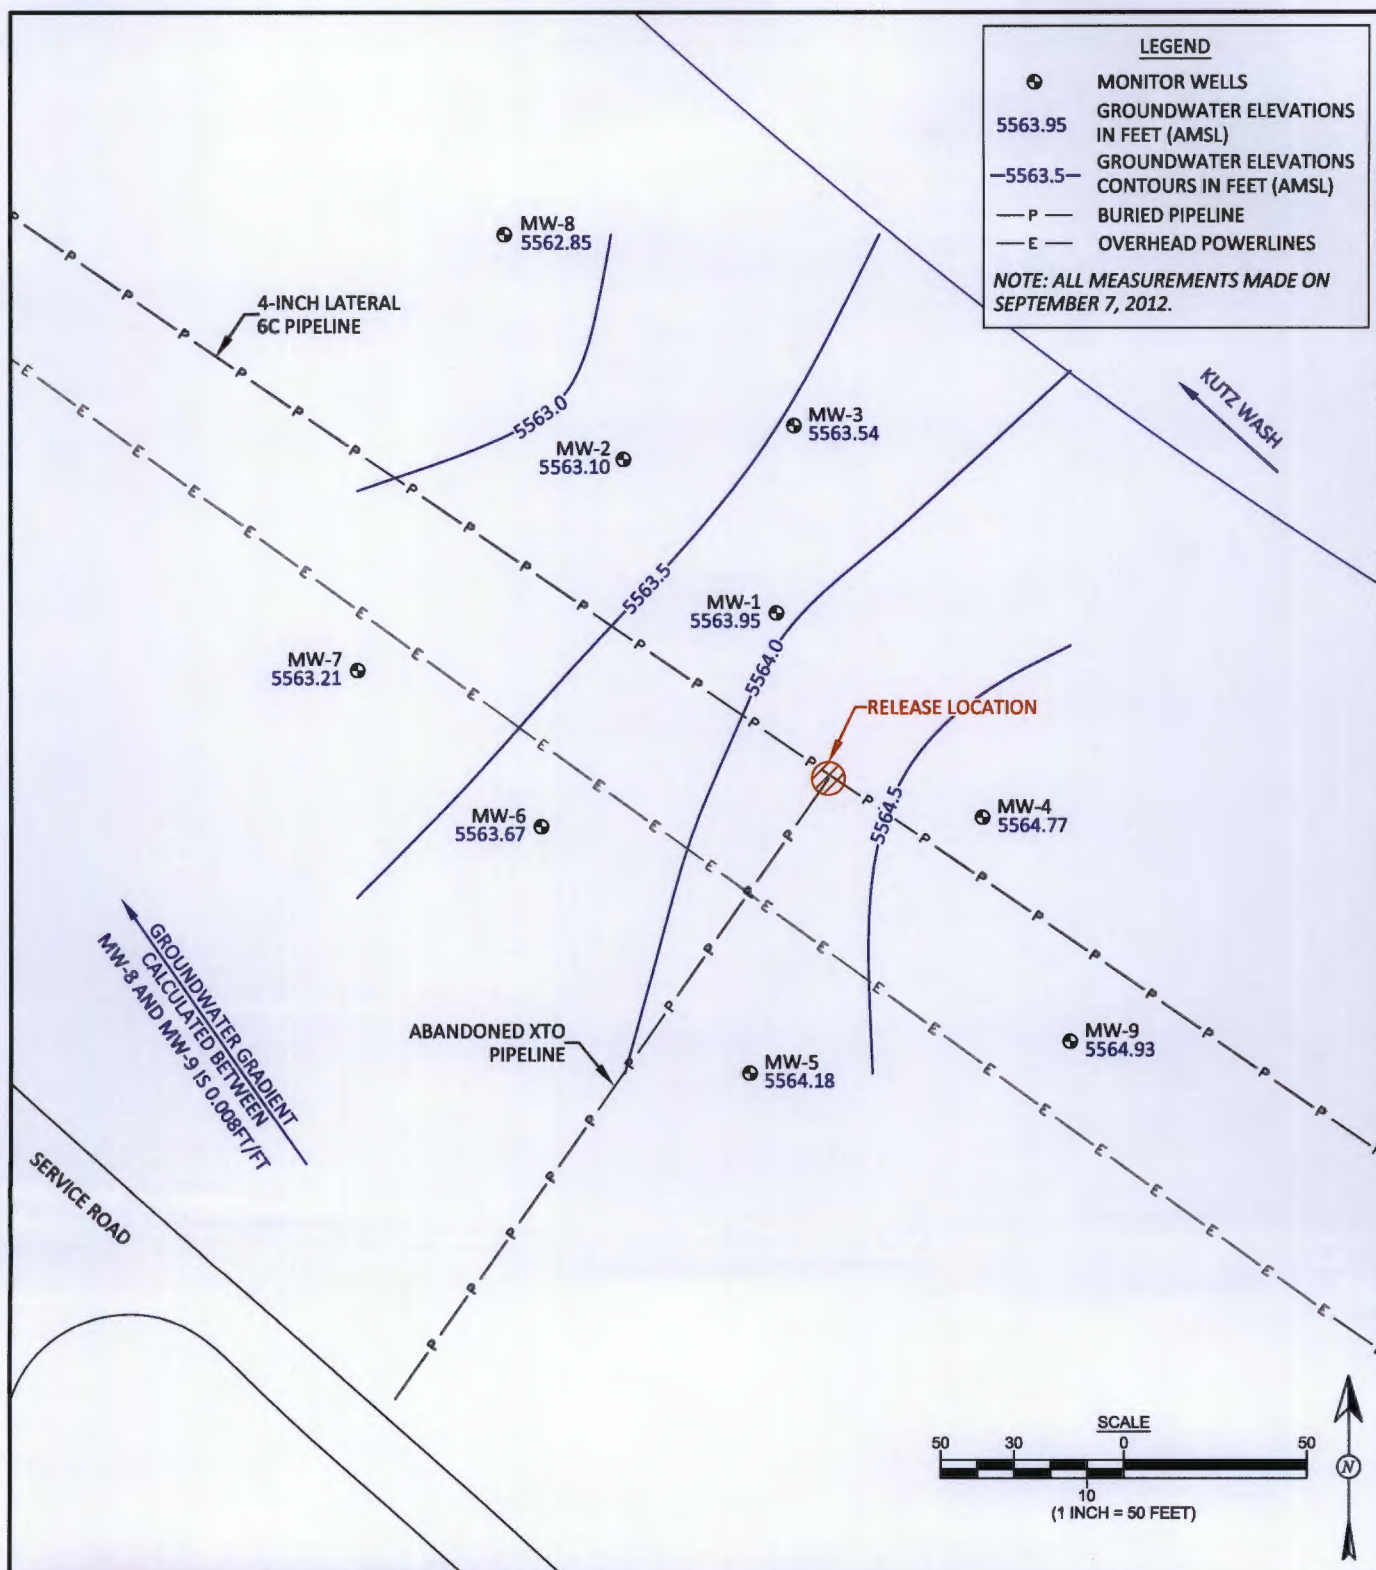 LEGEND
MONITOR WELLS
5563.95
GROUNDWATER ELEVATIONS
IN FEET (AMSL)
5563.5
GROUNDWATER ELEVATIONS
CONTOURS IN FEET (AMSL)
P
BURIED PIPELINE
E
OVERHEAD POWERLINES
NOTE: ALL MEASUREMENTS MADE ON
SEPTEMBER 7, 2012.
MW-8
5562.85
4-INCH LATERAL
6C PIPELINE
KUTZ WASH
5563.0
MW-3
5563.54
MW-2
5563.10
5563.5
MW-1
5563.95
5564.0
MW-7
5563.21
RELEASE LOCATION
5564.5
MW-4
5564.77
MW-6
5563.67
GROUNDWATER GRADIENT
CALCULATED BETWEEN
MW-8 AND MW-9 IS 0.008FT/FT
ABANDONED XTO
PIPELINE
MW-9
5564.93
MW-5
5564.18
SERVICE ROAD
SCALE
50 30 0 50
10
(1 INCH = 50 FEET)
N